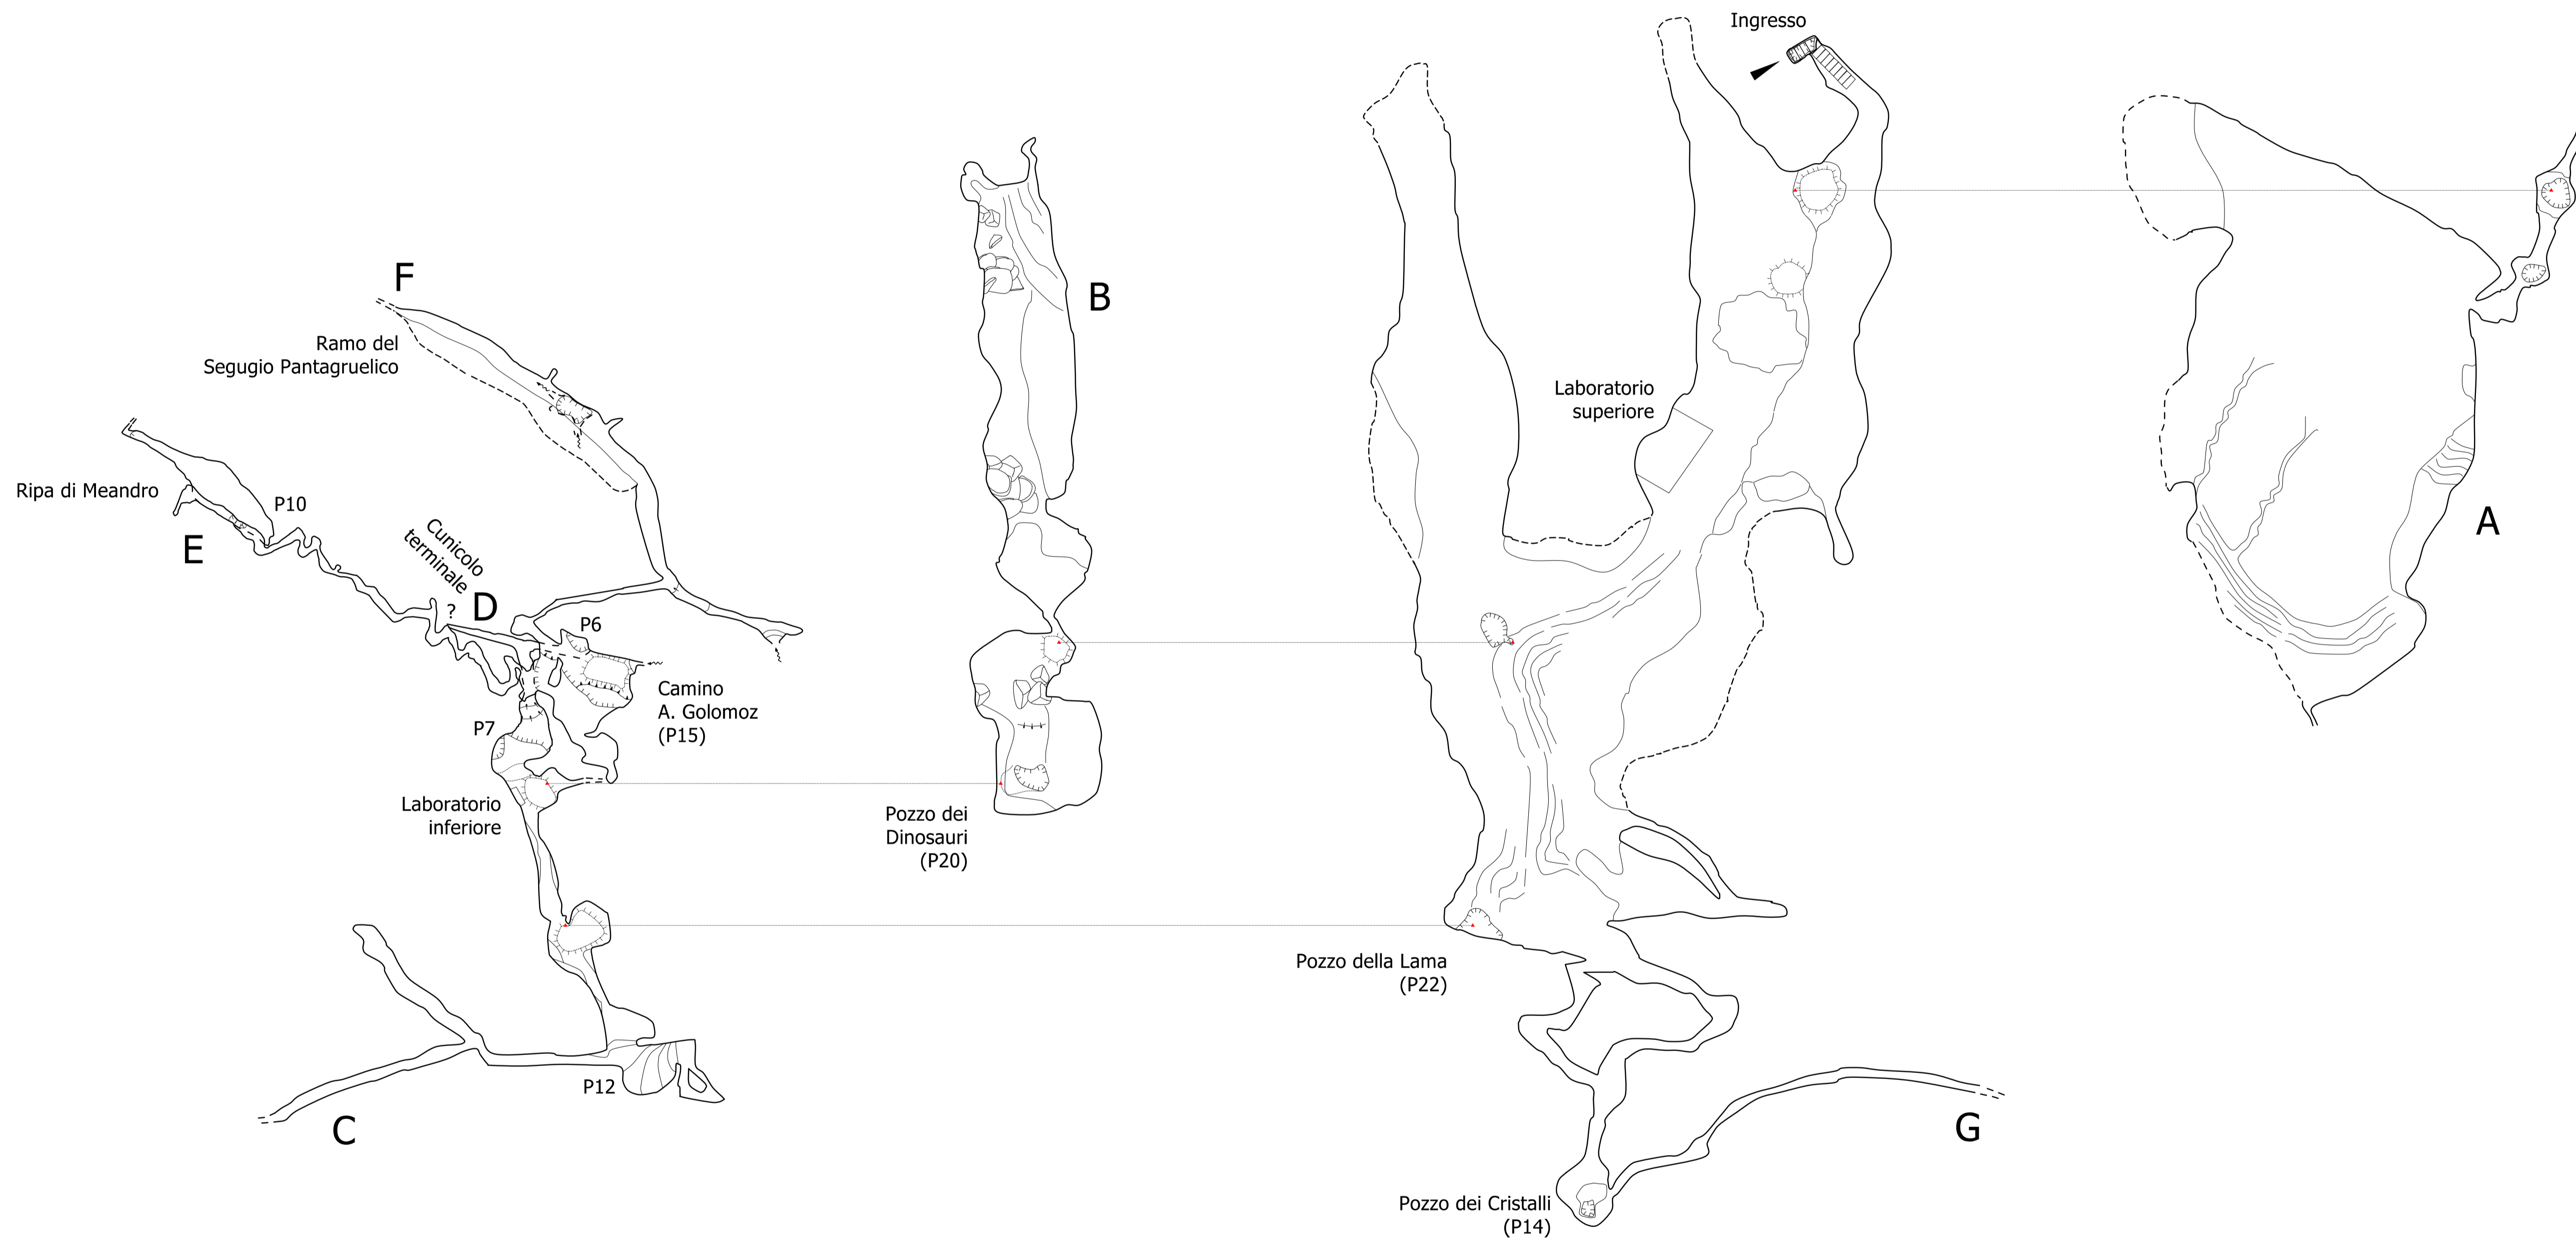 Ingresso
F
B
Ramo del
Segugio Pantagruelico
Laboratorio
superiore
Ripa di Meandro
P10
E
Cunicolo
terminale
A
?
D
P6
Camino
A. Golomoz
(P15)
P7
Laboratorio
inferiore
Pozzo dei
Dinosauri
(P20)
Pozzo della Lama
(P22)
P12
C
G
Pozzo dei Cristalli
(P14)